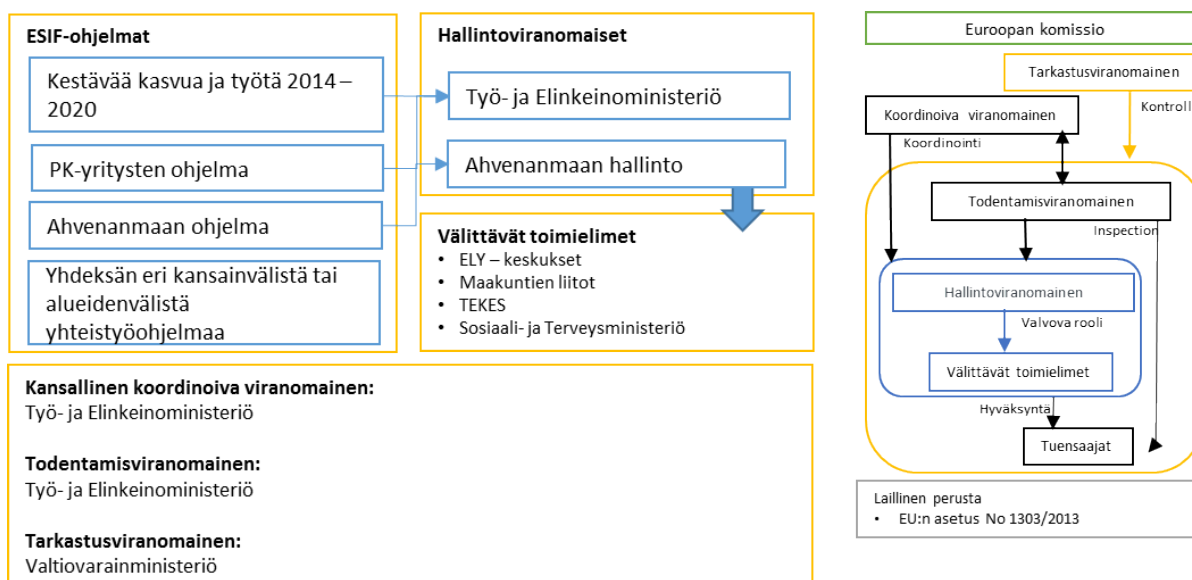 ESIF-ohjelmat
Kestävää kasvua ja työtä 2014 –
2020
PK-yritysten ohjelma
Ahvenanmaan ohjelma
Yhdeksän eri kansainvälistä tai
alueidenvälistä
yhteistyöohjelmaa
Hallintoviranomaiset
Työ- ja Elinkeinoministeriö
Ahvenanmaan hallinto
Välittävät toimielimet
• ELY – keskukset
• Maakuntien liitot
• TEKES
• Sosiaali- ja Terveysministeriö
Kansallinen koordinoiva viranomainen:
Työ- ja Elinkeinoministeriö
Todentamisviranomainen:
Työ- ja Elinkeinoministeriö
Tarkastusviranomainen:
Valtiovarainministeriö
Euroopan komissio
Tarkastusviranomainen
Kontroll
Koordinoiva viranomainen
Koordinointi
Todentamisviranomainen
Inspection
Hallintoviranomainen
Valvova rooli
Välittävät toimielimet
Hyväksyntä
Tuensaajat
Laillinen perusta
• EU:n asetus No 1303/2013